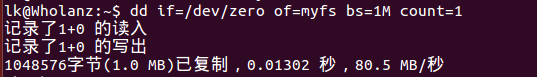 lk@Wholanz:~$ dd if=/dev/zero of=myfs bs=1M count=1
记录了1+0 的读入
记录了1+0 的写出
1048576字节(1.0 MB)已复制，0.01302 秒，80.5 MB/秒